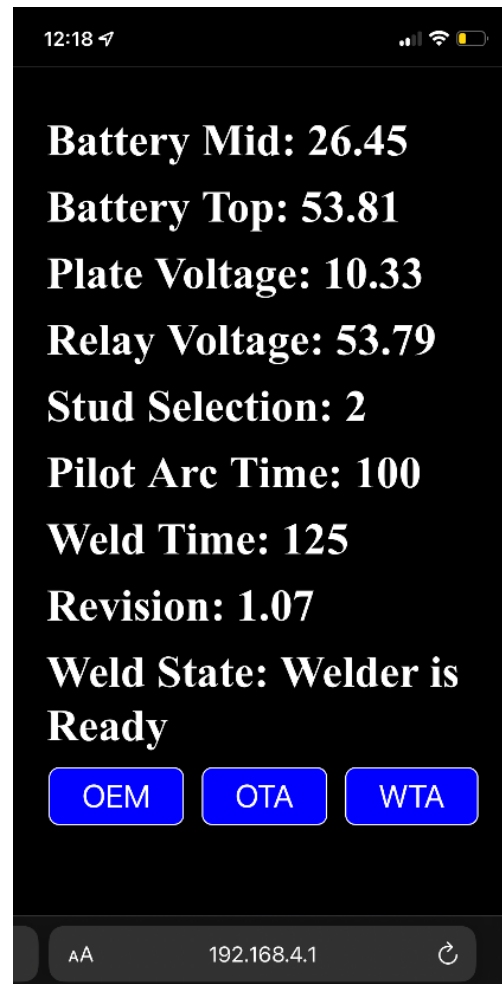 12:18
Battery Mid: 26.45
Battery Top: 53.81
Plate Voltage: 10.33
Relay Voltage: 53.79
Stud Selection: 2
Pilot Arc Time: 100
Weld Time: 125
Revision: 1.07
Weld State: Welder is
Ready
OEM OTA WTA
AA 192.168.4.1